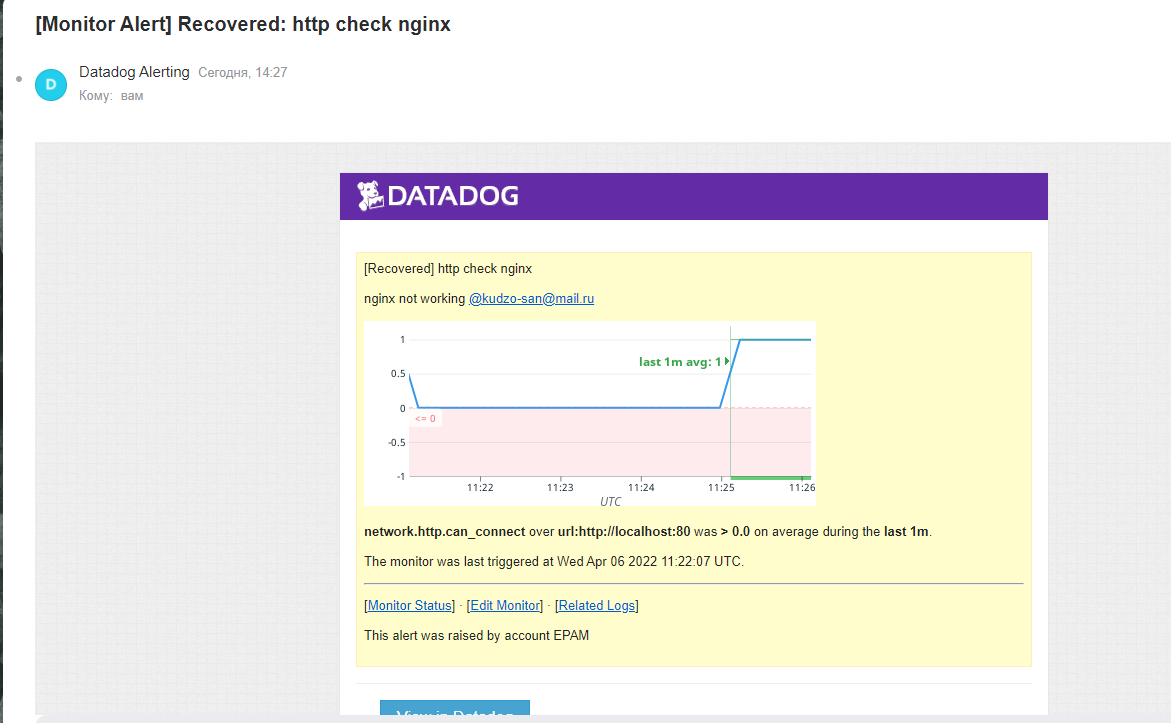 [Monitor Alert] Recovered: http check nginx
D
Datadog Alerting Сегодня, 14:27
Кому: вам
DATADOG
[Recovered] http check nginx
nginx not working @kudzo-san@mail.ru
1
last 1m avg: 1
0.5
0
<= 0
-0.5
-1
11:22 11:23 11:24 11:25 11:26
UTC
network.http.can_connect over url:http://localhost:80 was > 0.0 on average during the last 1m.
The monitor was last triggered at Wed Apr 06 2022 11:22:07 UTC.
[Monitor Status] · [Edit Monitor] · [Related Logs]
This alert was raised by account EPAM
View in Datadog